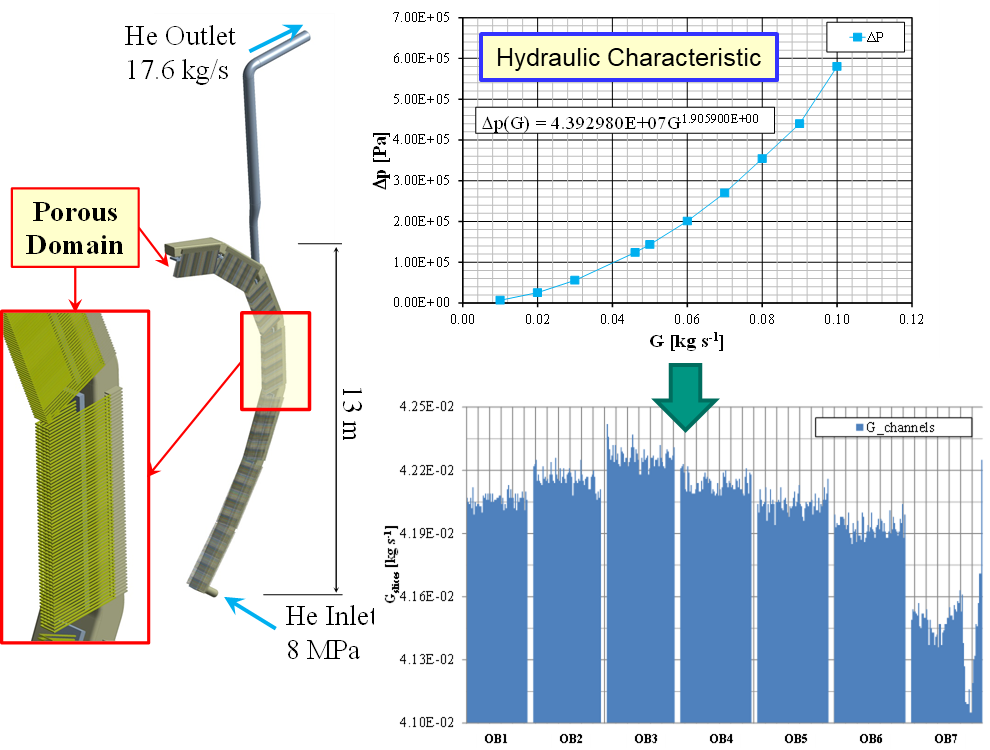 He Outlet
17.6 kg/s
Porous
Domain
13 m
He Inlet
8 MPa
7.00E+05
6.00E+05
5.00E+05
4.00E+05
3.00E+05
2.00E+05
1.00E+05
0.00E+00
Δp [Pa]
Hydraulic Characteristic
ΔP
Δp(G) = 4.392980E+07G^1.905900E+00
0.00 0.02 0.04 0.06 0.08 0.10 0.12
G [kg s⁻¹]
4.25E-02
4.22E-02
4.19E-02
4.16E-02
4.13E-02
4.10E-02
G_slices [kg s⁻¹]
G_channels
OB1 OB2 OB3 OB4 OB5 OB6 OB7